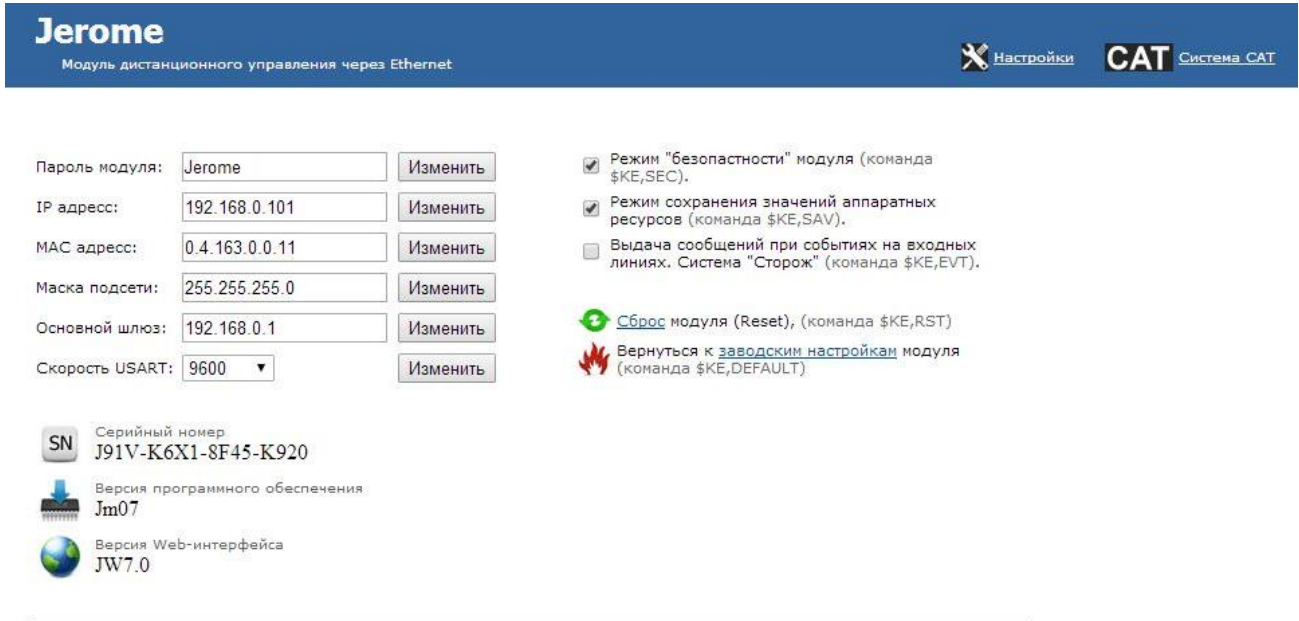 Jerome
Модуль дистанционного управления через Ethernet
Настройки
CAT Система CAT
Пароль модуля: Jerome Изменить
IP адресс: 192.168.0.101 Изменить
MAC адресс: 0.4.163.0.0.11 Изменить
Маска подсети: 255.255.255.0 Изменить
Основной шлюз: 192.168.0.1 Изменить
Скорость USART: 9600 Изменить
Режим "безопастности" модуля (команда
$KE,SEC).
Режим сохранения значений аппаратных
ресурсов (команда $KE,SAV).
Выдача сообщений при событиях на входных
линиях. Система "Сторож" (команда $KE,EVT).
Сброс модуля (Reset), (команда $KE,RST)
Вернуться к заводским настройкам модуля
(команда $KE,DEFAULT)
SN
Серийный номер
J91V-K6X1-8F45-K920
Версия программного обеспечения
Jm07
Версия Web-интерфейса
JW7.0